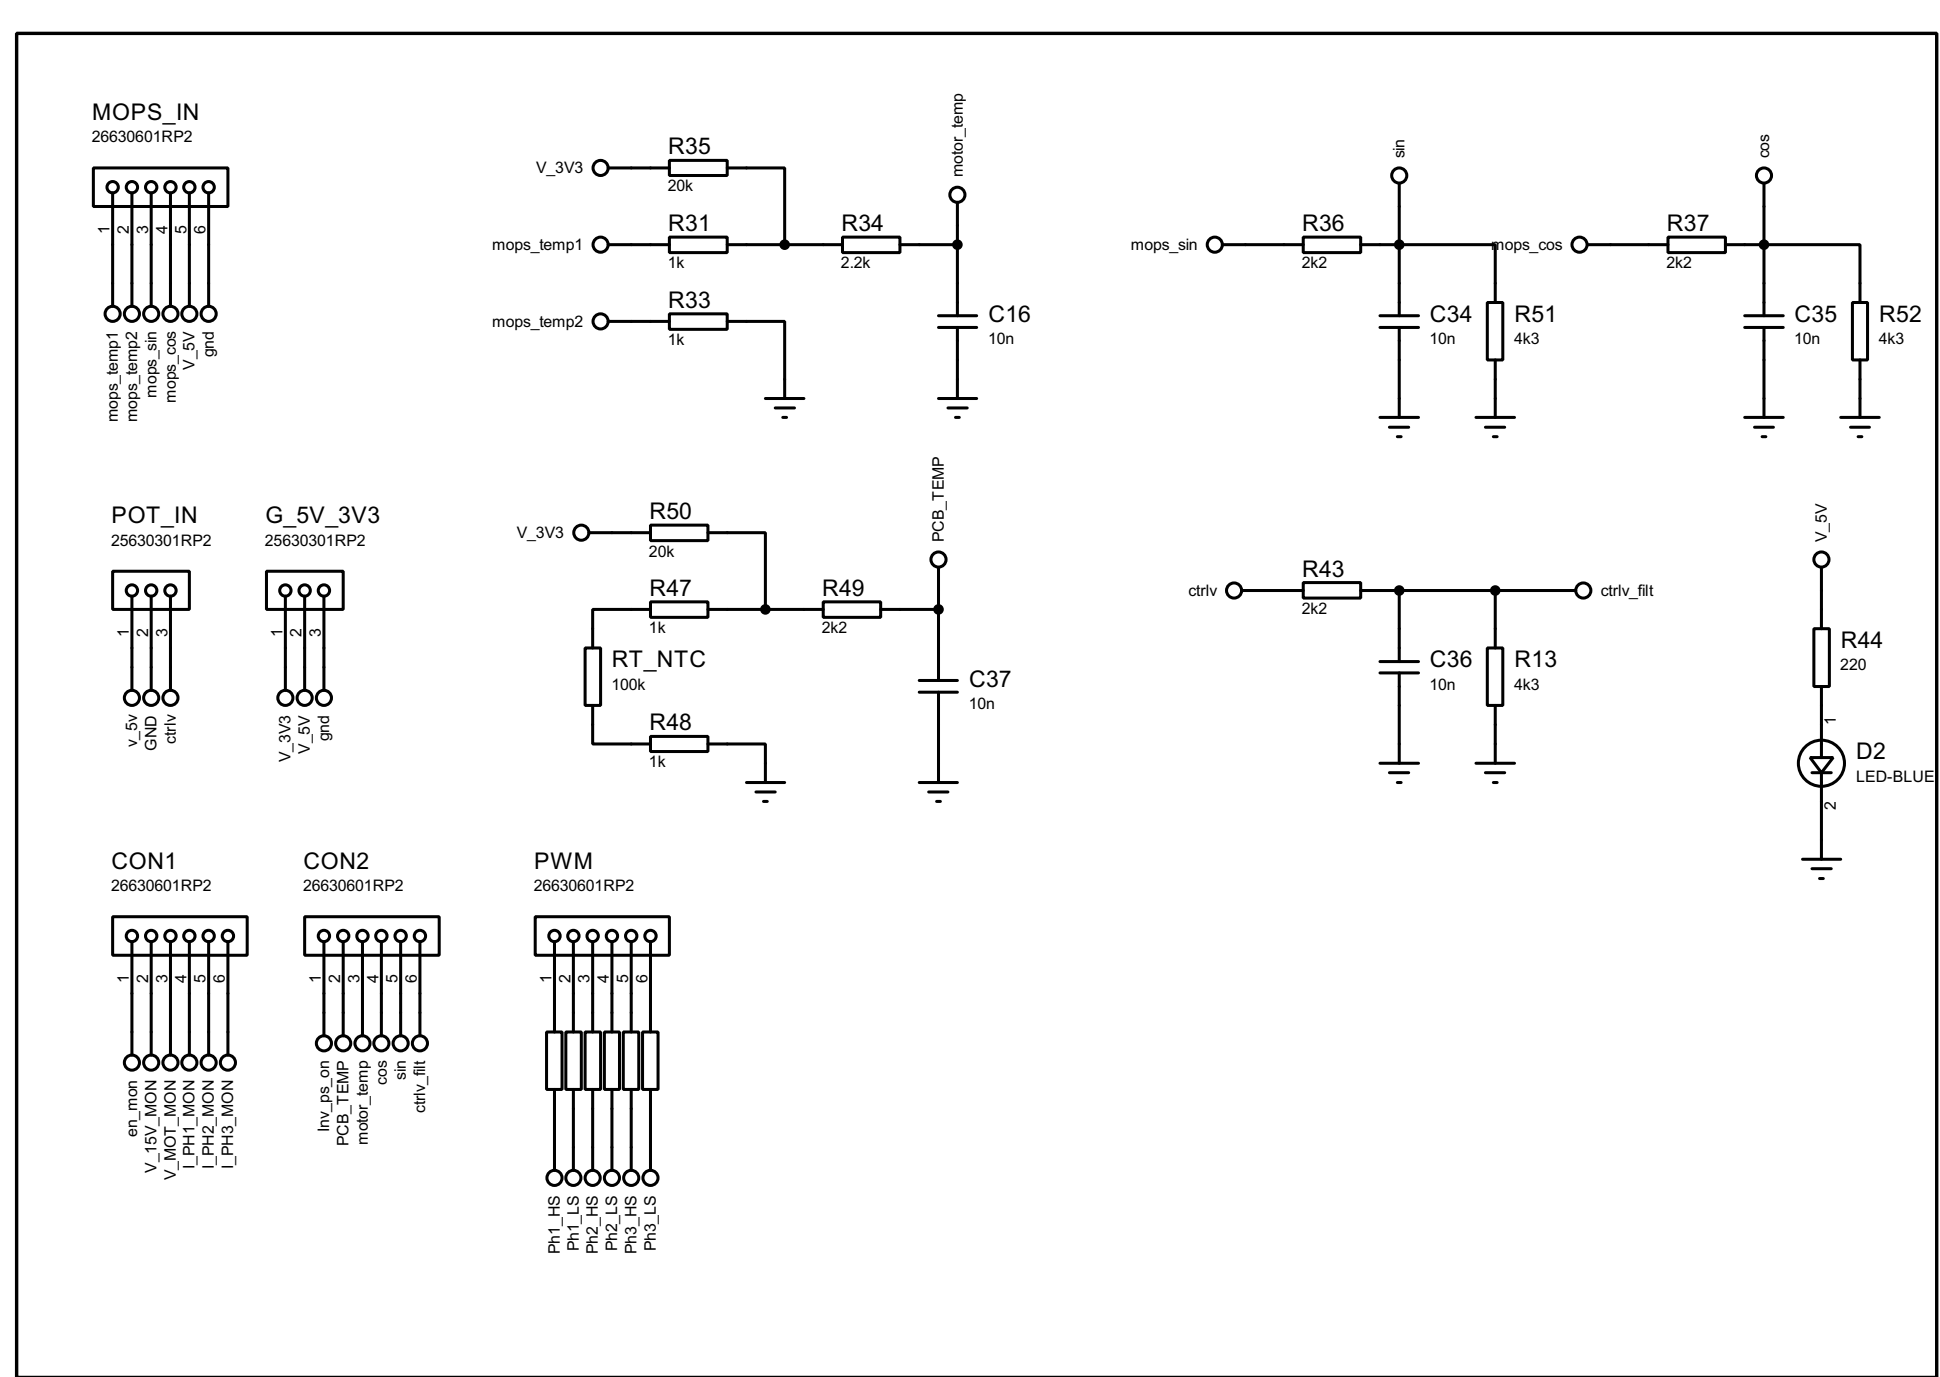 MOPS_IN
26630601RP2
1
2
3
4
5
6
mops_temp1
mops_temp2
mops_sin
mops_cos
V_5V
gnd
V_3V3
R35
20k
mops_temp1
R31
1k
R34
2.2k
motor_temp
mops_temp2
R33
1k
C16
10n
mops_sin
R36
2k2
sin
C34
10n
R51
4k3
mops_cos
R37
2k2
cos
C35
10n
R52
4k3
POT_IN
25630301RP2
1
2
3
v_5v
GND
ctrlv
G_5V_3V3
25630301RP2
1
2
3
V_3V3
V_5V
gnd
V_3V3
R50
20k
R47
1k
R49
2k2
PCB_TEMP
RT_NTC
100k
R48
1k
C37
10n
ctrlv
R43
2k2
ctrlv_filt
C36
10n
R13
4k3
V_5V
R44
220
1
D2
LED-BLUE
2
CON1
26630601RP2
1
2
3
4
5
6
en_mon
V_15V_MON
V_MOT_MON
I_PH1_MON
I_PH2_MON
I_PH3_MON
CON2
26630601RP2
1
2
3
4
5
6
Inv_ps_on
PCB_TEMP
motor_temp
cos
sin
ctrlv_filt
PWM
26630601RP2
1
2
3
4
5
6
Ph1_HS
Ph1_LS
Ph2_HS
Ph2_LS
Ph3_HS
Ph3_LS